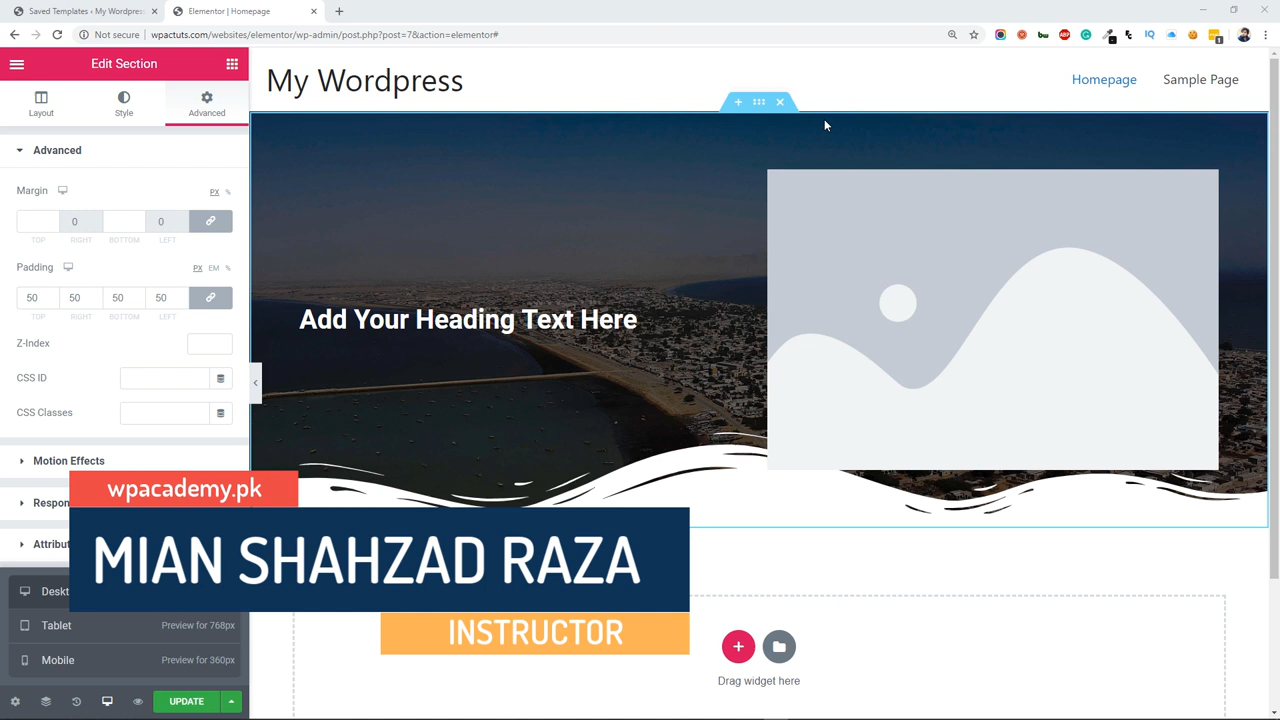 Saved Templates ‹ My Wordpress
Elementor | Homepage
Not secure | wpactuts.com/websites/elementor/wp-admin/post.php?post=7&action=elementor#
Edit Section
My Wordpress
Homepage
Sample Page
Layout
Style
Advanced
Advanced
Margin
PX %
0
0
TOP RIGHT BOTTOM LEFT
Padding
PX EM %
50 50 50 50
TOP RIGHT BOTTOM LEFT
Z-Index
CSS ID
CSS Classes
Add Your Heading Text Here
Motion Effects
wpacademy.pk
Respon
Attribut
MIAN SHAHZAD RAZA
INSTRUCTOR
Deskt
Tablet Preview for 768px
Mobile Preview for 360px
UPDATE
Drag widget here